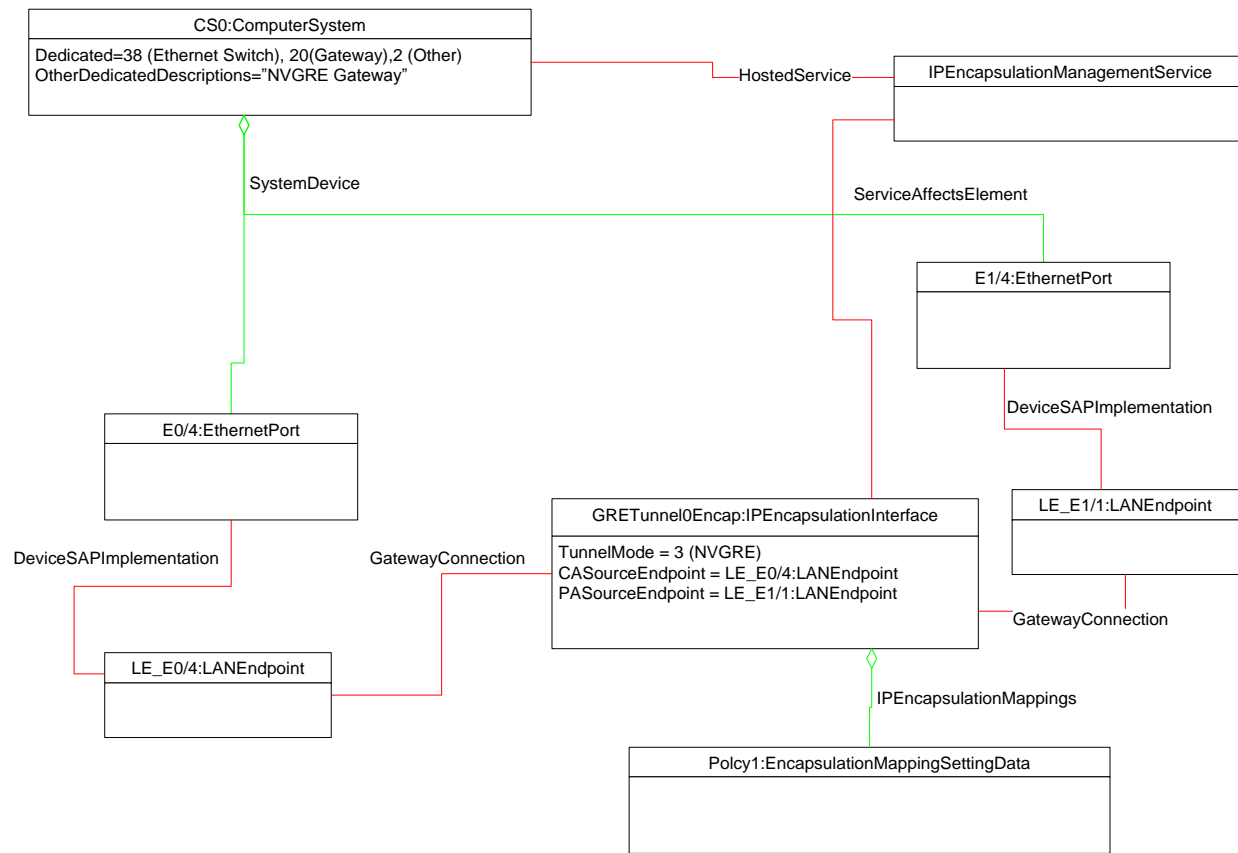 CS0:ComputerSystem
Dedicated=38 (Ethernet Switch), 20(Gateway),2 (Other)
OtherDedicatedDescriptions=”NVGRE Gateway”
HostedService
IPEncapsulationManagementService
SystemDevice
ServiceAffectsElement
E1/4:EthernetPort
DeviceSAPImplementation
E0/4:EthernetPort
LE_E1/1:LANEndpoint
GRETunnel0Encap:IPEncapsulationInterface
TunnelMode = 3 (NVGRE)
CASourceEndpoint = LE_E0/4:LANEndpoint
PASourceEndpoint = LE_E1/1:LANEndpoint
DeviceSAPImplementation
GatewayConnection
GatewayConnection
LE_E0/4:LANEndpoint
IPEncapsulationMappings
Polcy1:EncapsulationMappingSettingData